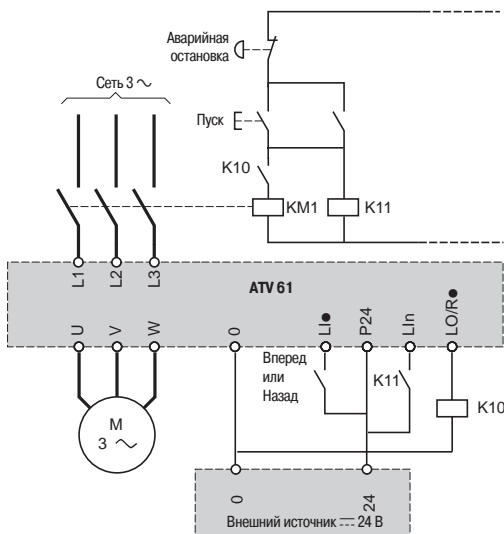 Аварийная
остановка
Сеть 3 ~
Пуск
K10
KM1
K11
L1
L2
L3
ATV 61
U
V
W
0
LI●
P24
LIn
LO/R●
Вперед
или
Назад
K11
K10
M
3 ~
0
24
Внешний источник ⎓ 24 В